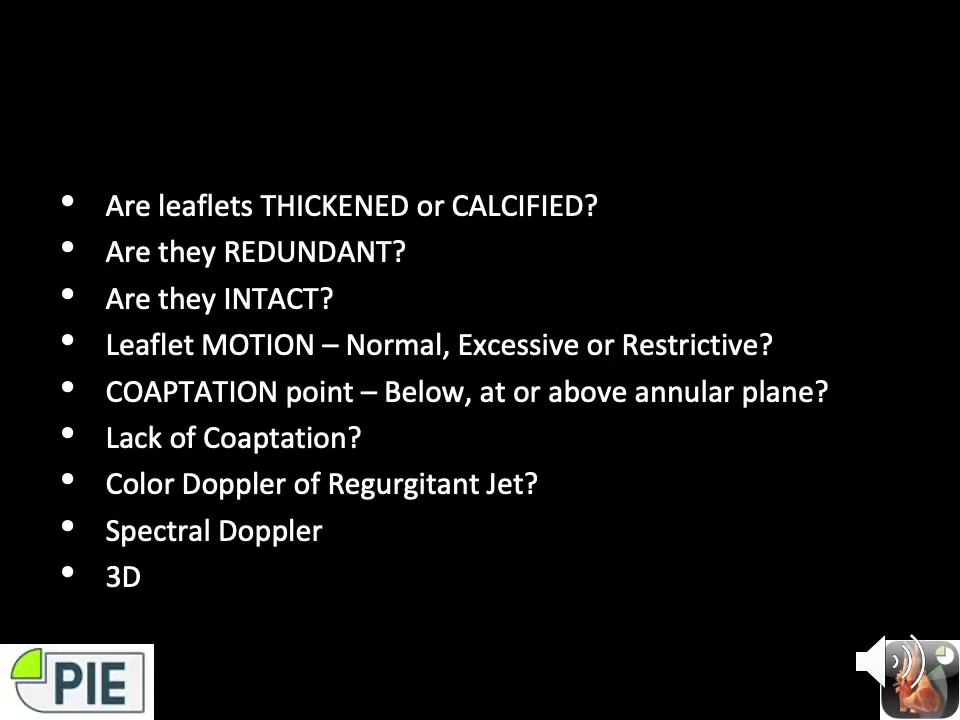 • Are leaflets THICKENED or CALCIFIED?
• Are they REDUNDANT?
• Are they INTACT?
• Leaflet MOTION – Normal, Excessive or Restrictive?
• COAPTATION point – Below, at or above annular plane?
• Lack of Coaptation?
• Color Doppler of Regurgitant Jet?
• Spectral Doppler
• 3D
PIE